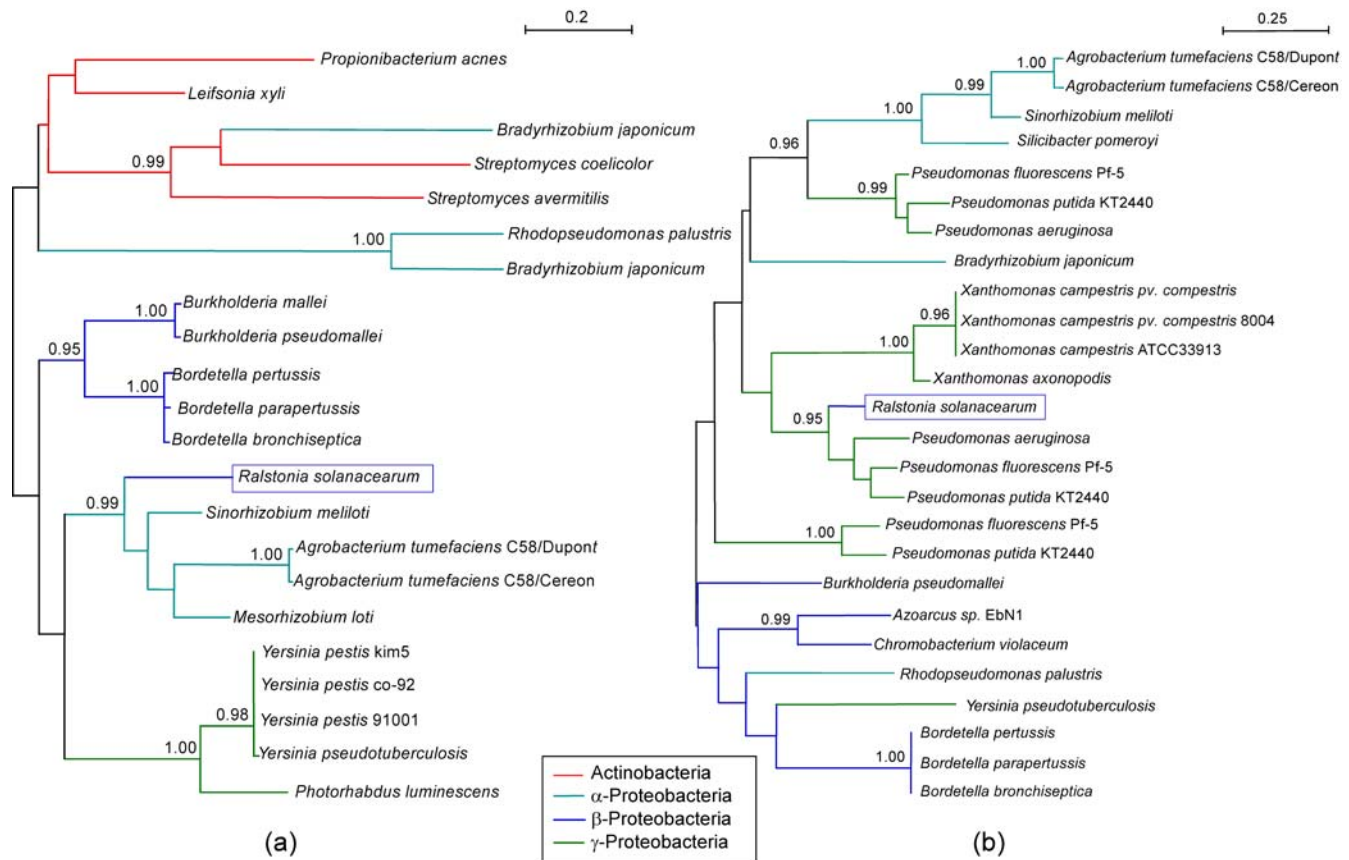 0.2
Propionibacterium acnes
Leifsonia xyli
Bradyrhizobium japonicum
0.99
Streptomyces coelicolor
Streptomyces avermitilis
Rhodopseudomonas palustris
1.00
Bradyrhizobium japonicum
Burkholderia mallei
1.00
Burkholderia pseudomallei
0.95
Bordetella pertussis
1.00
Bordetella parapertussis
Bordetella bronchiseptica
Ralstonia solanacearum
0.99
Sinorhizobium meliloti
Agrobacterium tumefaciens C58/Dupont
1.00
Agrobacterium tumefaciens C58/Cereon
Mesorhizobium loti
Yersinia pestis kim5
Yersinia pestis co-92
0.98
Yersinia pestis 91001
1.00
Yersinia pseudotuberculosis
Photorhabdus luminescens
(a)
0.25
1.00
Agrobacterium tumefaciens C58/Dupont
0.99
Agrobacterium tumefaciens C58/Cereon
1.00
Sinorhizobium meliloti
Silicibacter pomeroyi
0.96
Pseudomonas fluorescens Pf-5
0.99
Pseudomonas putida KT2440
Pseudomonas aeruginosa
Bradyrhizobium japonicum
Xanthomonas campestris pv. compestris
0.96
Xanthomonas campestris pv. compestris 8004
1.00
Xanthomonas campestris ATCC33913
Xanthomonas axonopodis
Ralstonia solanacearum
0.95
Pseudomonas aeruginosa
Pseudomonas fluorescens Pf-5
Pseudomonas putida KT2440
Pseudomonas fluorescens Pf-5
1.00
Pseudomonas putida KT2440
Burkholderia pseudomallei
Azoarcus sp. EbN1
0.99
Chromobacterium violaceum
Rhodopseudomonas palustris
Yersinia pseudotuberculosis
Bordetella pertussis
1.00
Bordetella parapertussis
Bordetella bronchiseptica
(b)
Actinobacteria
α-Proteobacteria
β-Proteobacteria
γ-Proteobacteria